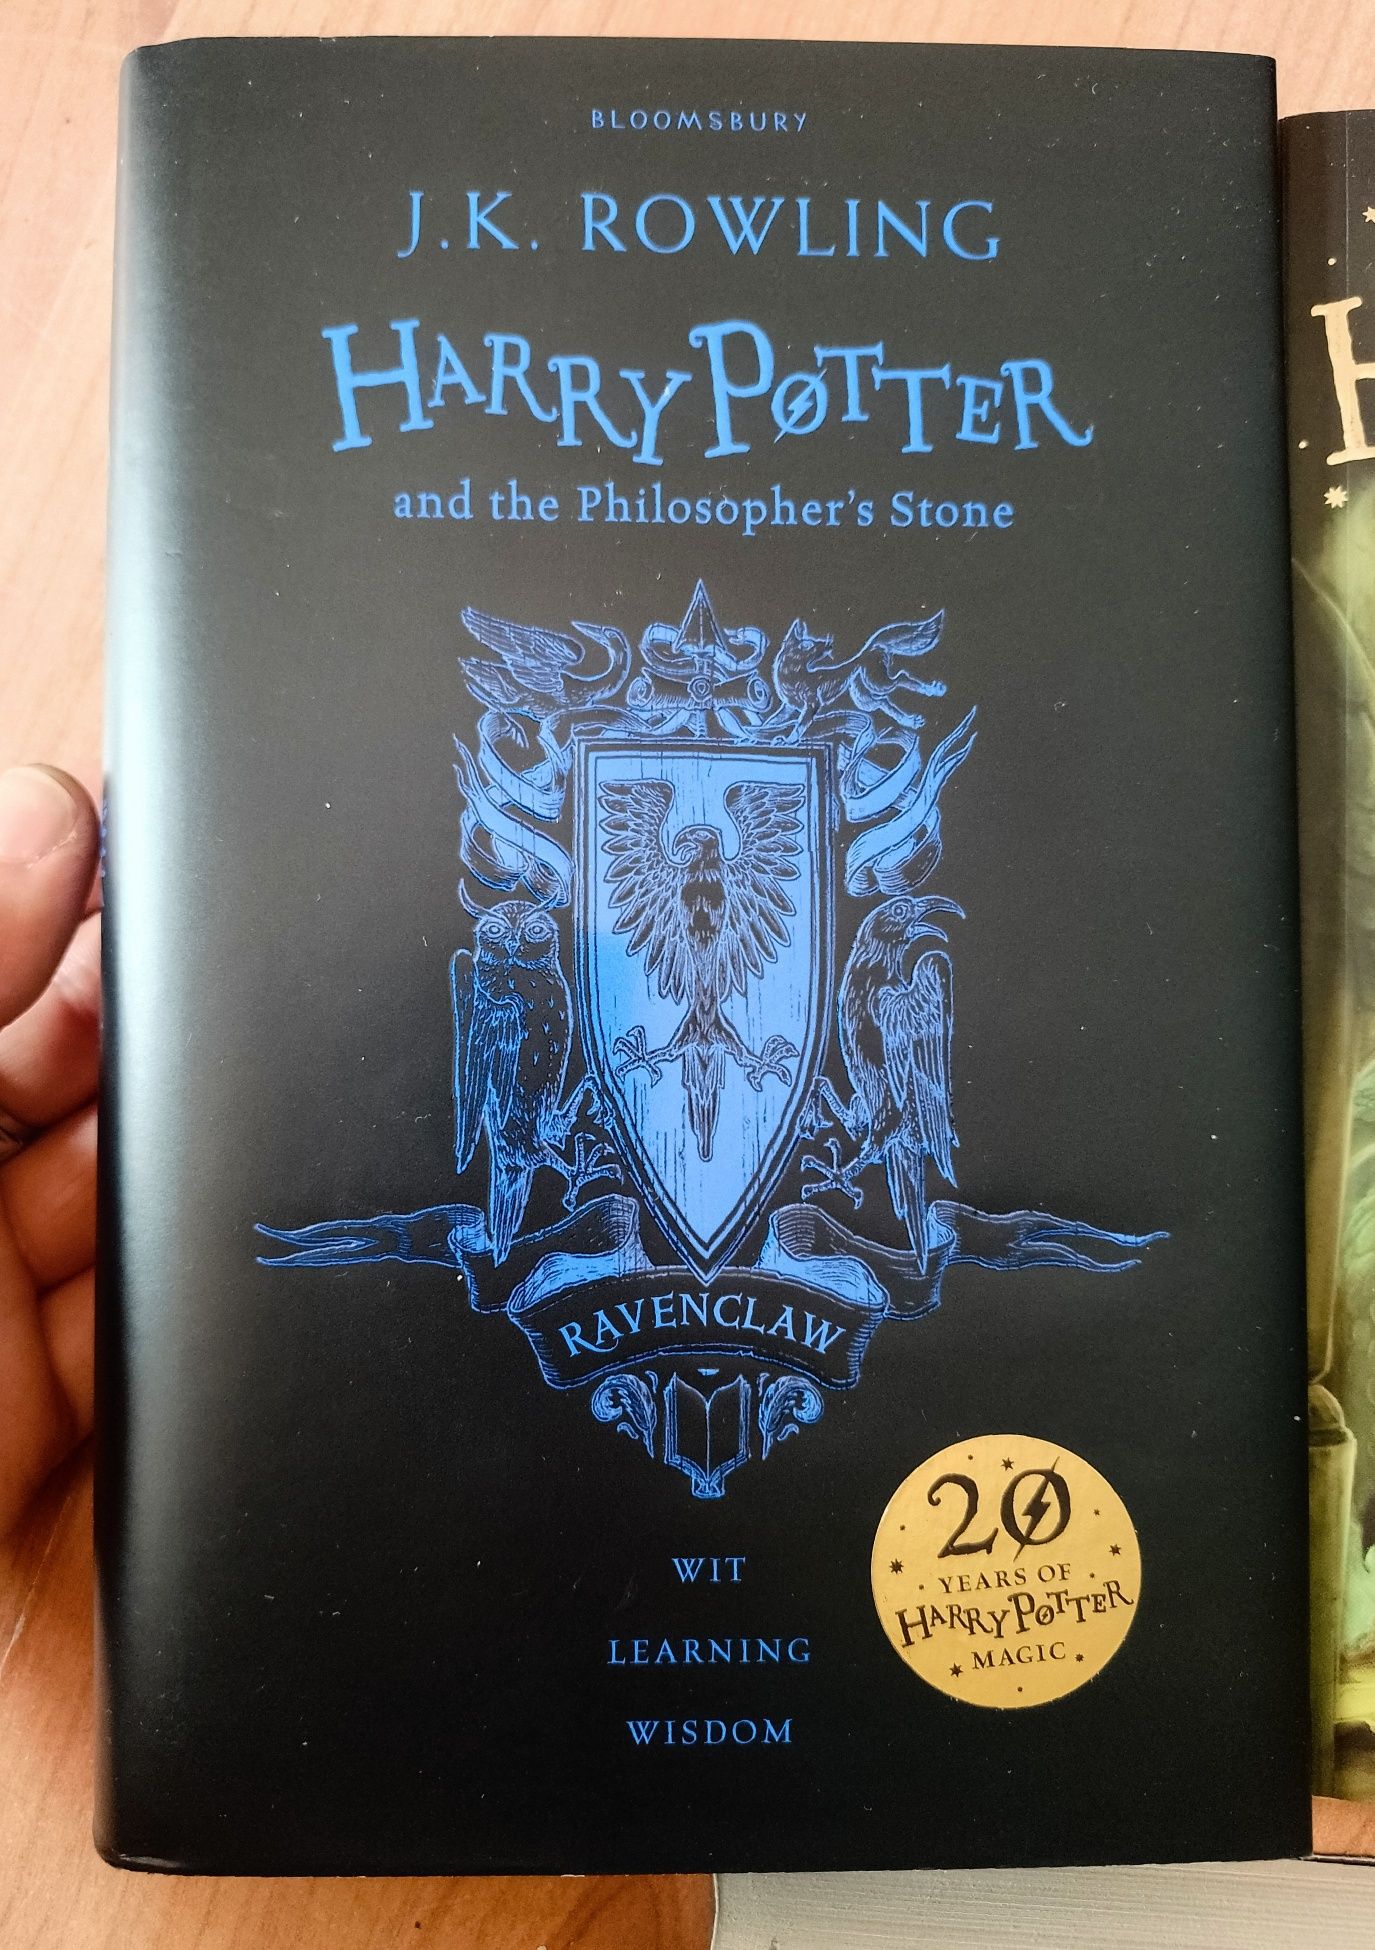 BLOOMSBURY
J.K. ROWLING
HARRY POTTER
and the Philosopher's Stone
RAVENCLAW
WIT
LEARNING
WISDOM
20
YEARS OF
HARRY POTTER
MAGIC
H